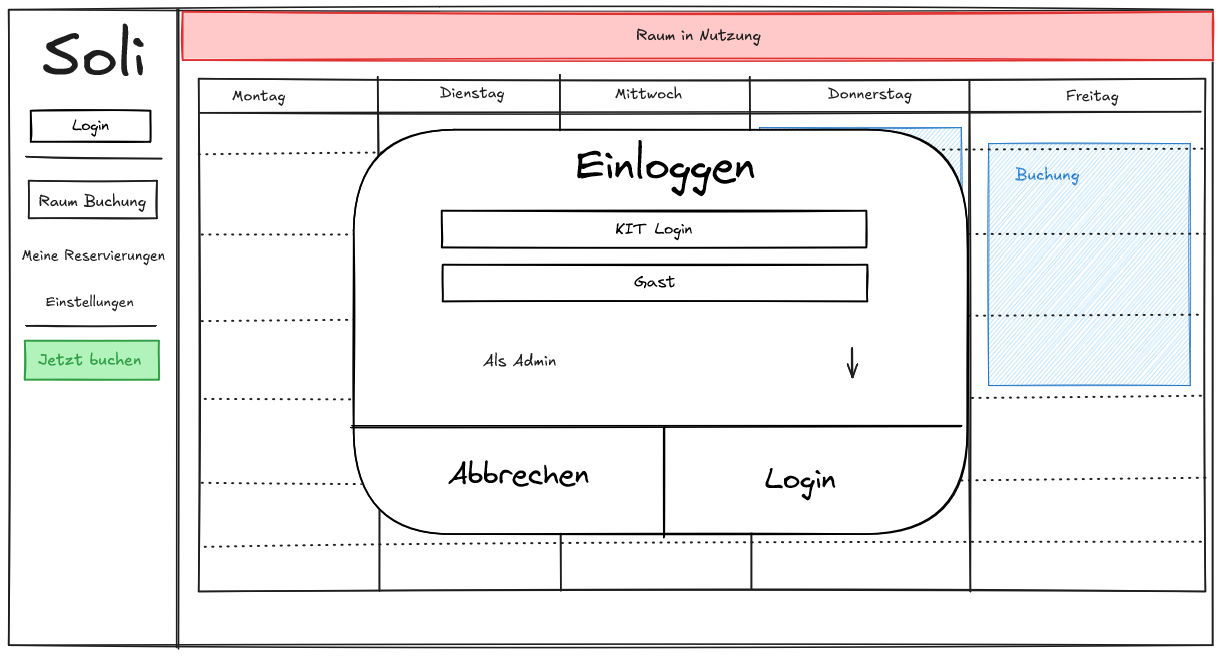 Soli
Login
Raum Buchung
Meine Reservierungen
Einstellungen
Jetzt buchen
Raum in Nutzung
Montag
Dienstag
Mittwoch
Donnerstag
Freitag
Buchung
Einloggen
KIT Login
Gast
Als Admin
Abbrechen
Login